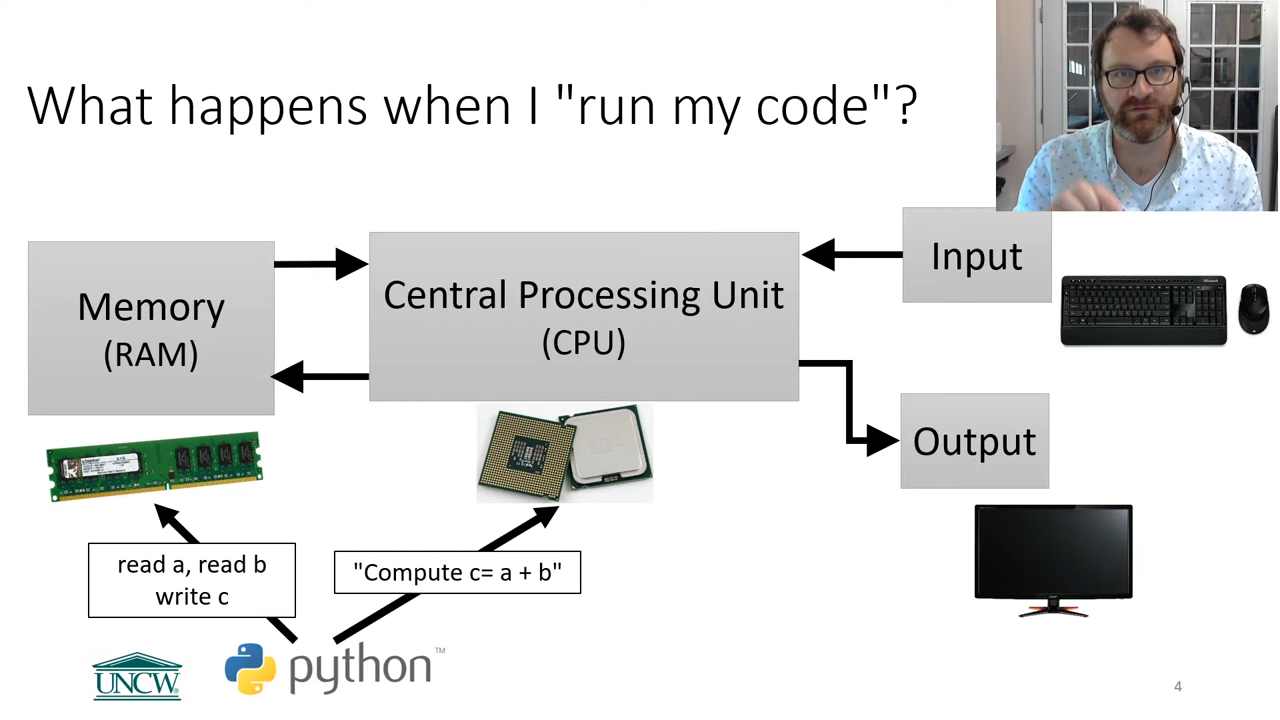 What happens when I "run my code"?
Memory
(RAM)
Central Processing Unit
(CPU)
Input
Output
read a, read b
write c
"Compute c= a + b"
UNCW
python™
4